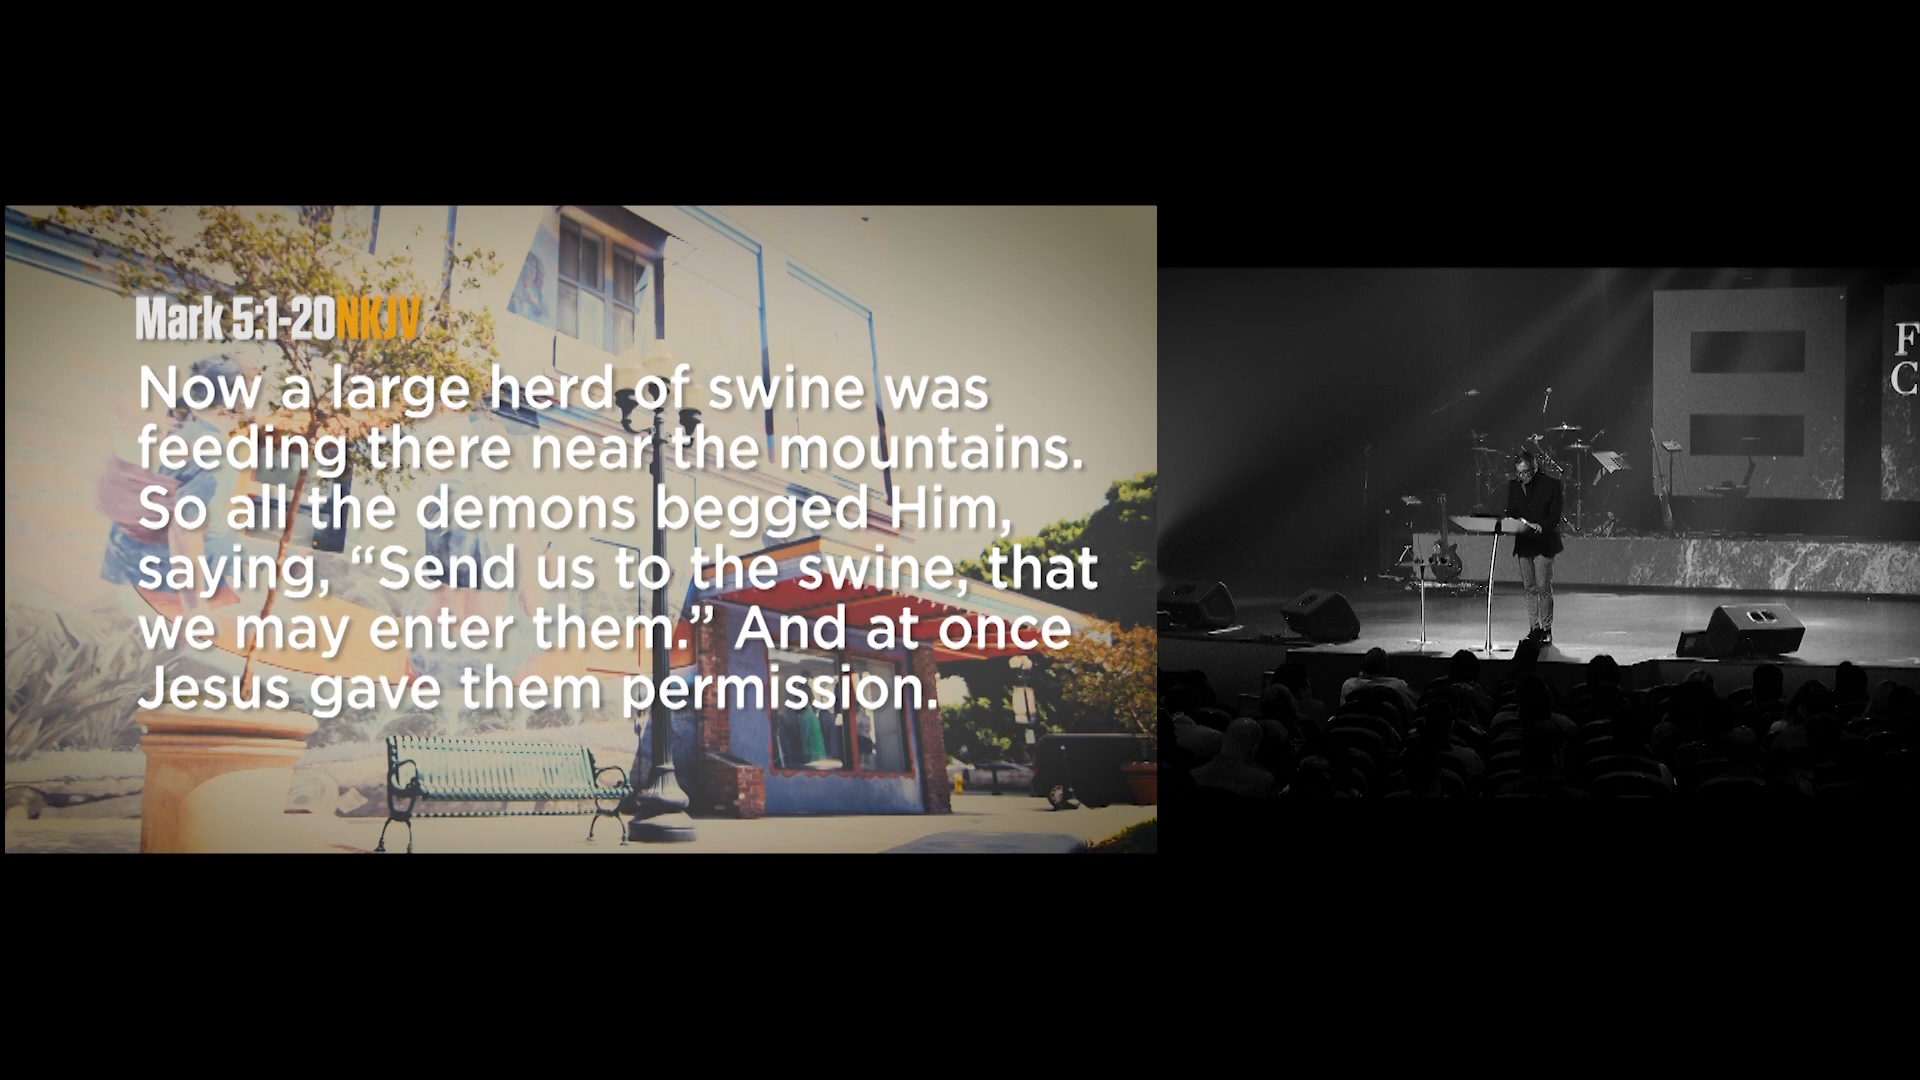 Mark 5:1-20NKJV
Now a large herd of swine was
feeding there near the mountains.
So all the demons begged Him,
saying, “Send us to the swine, that
we may enter them.” And at once
Jesus gave them permission.
F
C